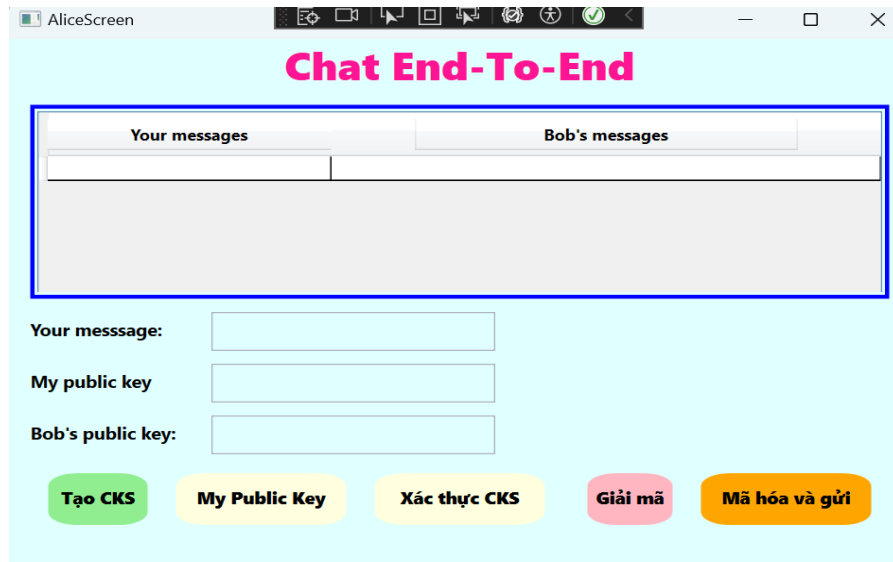 AliceScreen
Chat End-To-End
Your messages Bob's messages
Your messsage:
My public key
Bob's public key:
Tạo CKS My Public Key Xác thực CKS Giải mã Mã hóa và gửi